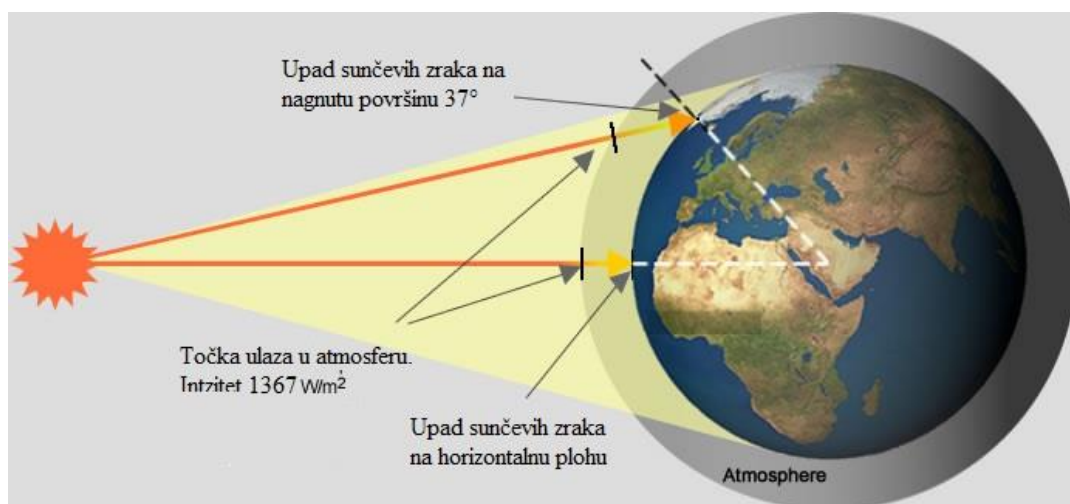 Upad sunčevih zraka na
nagnutu površinu 37°
Točka ulaza u atmosferu.
Intzitet 1367 W/m²
Upad sunčevih zraka
na horizontalnu plohu
Atmosphere